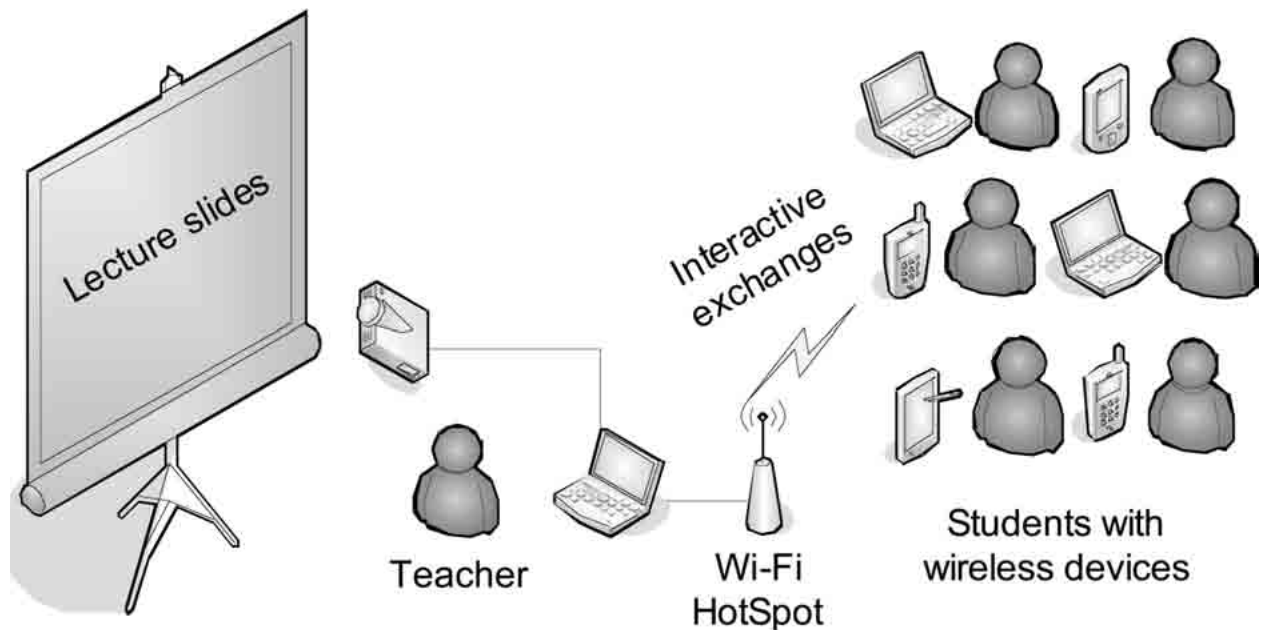 Lecture slides
Interactive
exchanges
Teacher
Wi-Fi
HotSpot
Students with
wireless devices